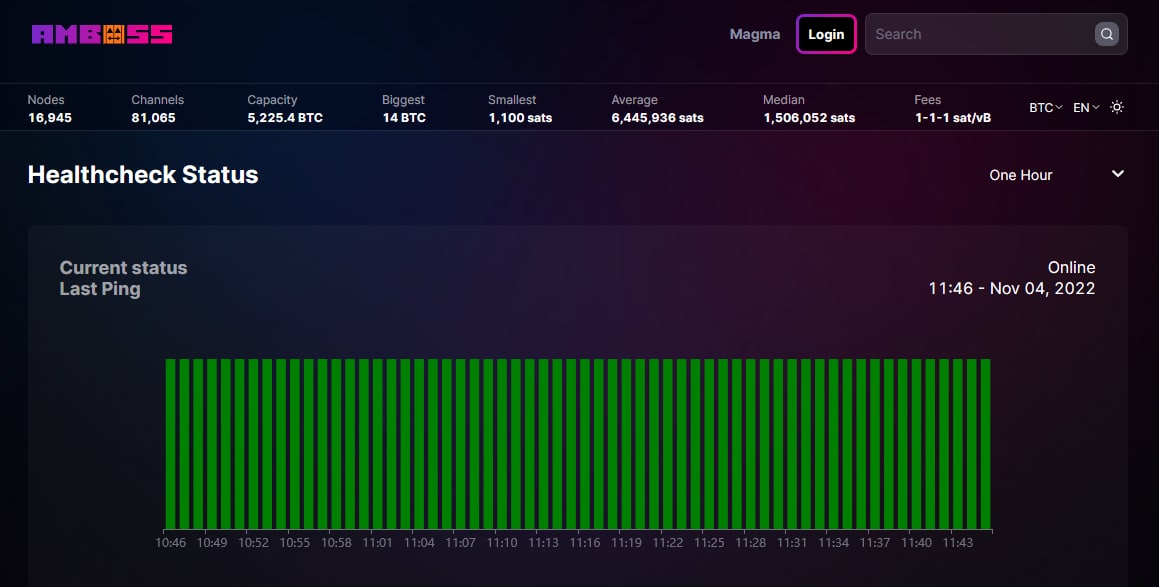 AMBOSS
Magma Login Search
Nodes Channels Capacity Biggest Smallest Average Median Fees
16,945 81,065 5,225.4 BTC 14 BTC 1,100 sats 6,445,936 sats 1,506,052 sats 1-1-1 sat/vB
BTC EN
Healthcheck Status One Hour
Current status Online
Last Ping 11:46 - Nov 04, 2022
10:46 10:49 10:52 10:55 10:58 11:01 11:04 11:07 11:10 11:13 11:16 11:19 11:22 11:25 11:28 11:31 11:34 11:37 11:40 11:43